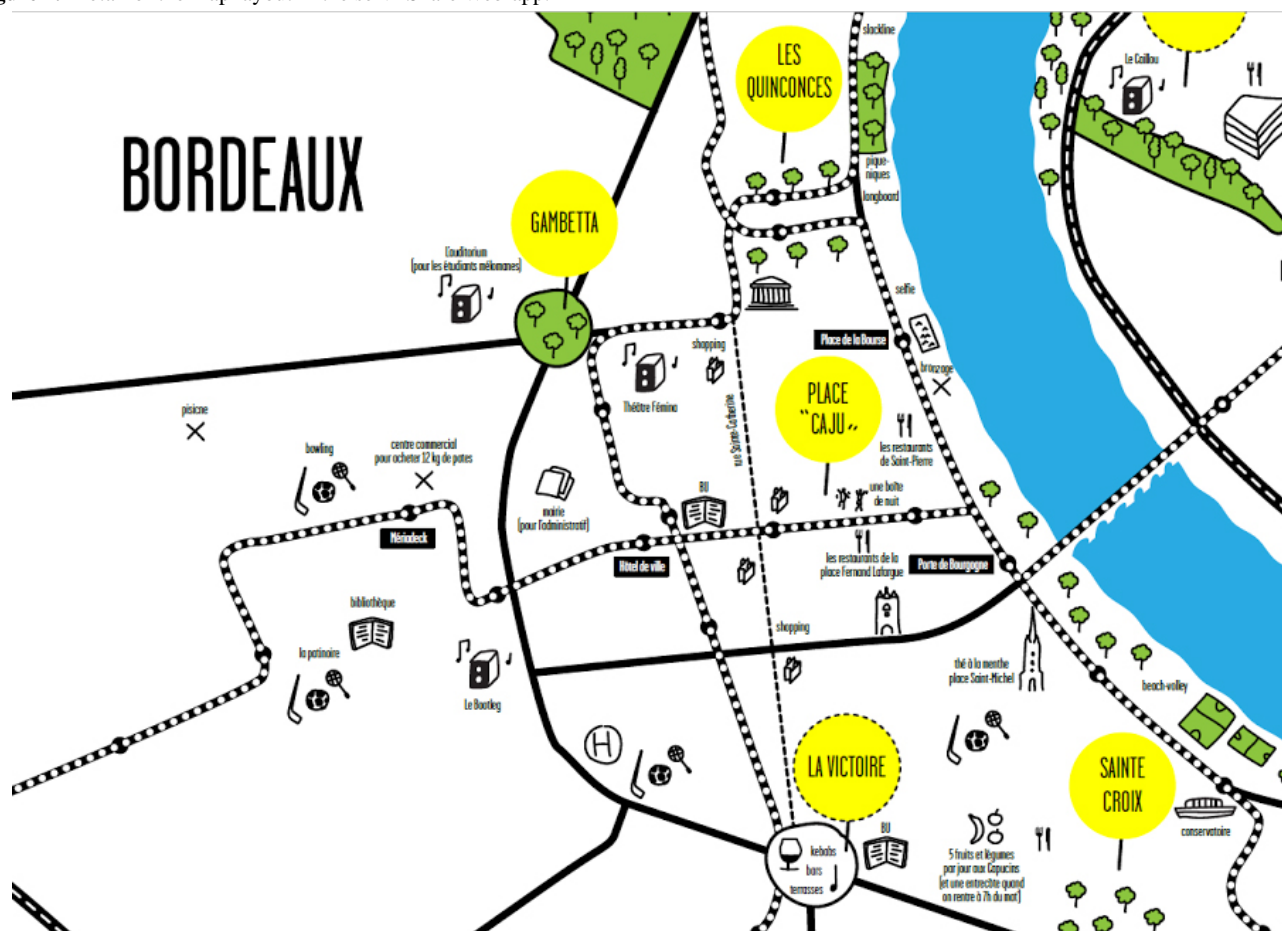 slackline
LES
QUINCONCES
Le Caillou
BORDEAUX
pique-
niques
longboard
GAMBETTA
L'auditorium
(pour les étudiants mélomanes)
selfie
Place de la Bourse
shopping
bronzage
Théâtre Fémina
rue Sainte-Catherine
PLACE
"CAJU"
pisicne
bowling
centre commercial
pour acheter 12 kg de pates
les restaurants
de Saint-Pierre
BU
une boîte
de nuit
mairie
(pour l'administratif)
Mériadeck
Hôtel de ville
les restaurants de la
place Fernand Lafargue
Porte de Bourgogne
bibliothèque
shopping
la patinoire
thé à la menthe
place Saint-Michel
beach-volley
Le Bootleg
H
LA VICTOIRE
SAINTE
CROIX
conservatoire
kebabs
bars
terrasses
BU
5 fruits et légumes
par jour aux Capucins
(et une entrecôte quand
on rentre à 7h du mat)